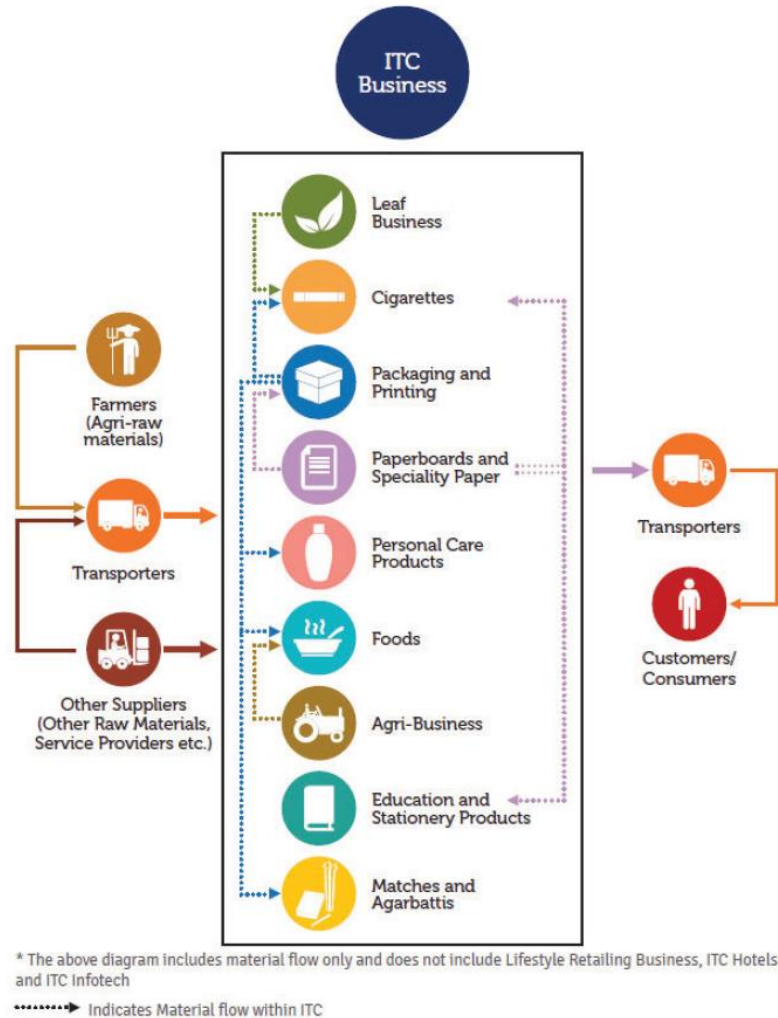 ITC
Business
Leaf
Business
Cigarettes
Packaging and
Printing
Paperboards and
Speciality Paper
Personal Care
Products
Foods
Agri-Business
Education and
Stationery Products
Matches and
Agarbattis
Farmers
(Agri-raw
materials)
Transporters
Other Suppliers
(Other Raw Materials,
Service Providers etc.)
Transporters
Customers/
Consumers
* The above diagram includes material flow only and does not include Lifestyle Retailing Business, ITC Hotels
and ITC Infotech
Indicates Material flow within ITC